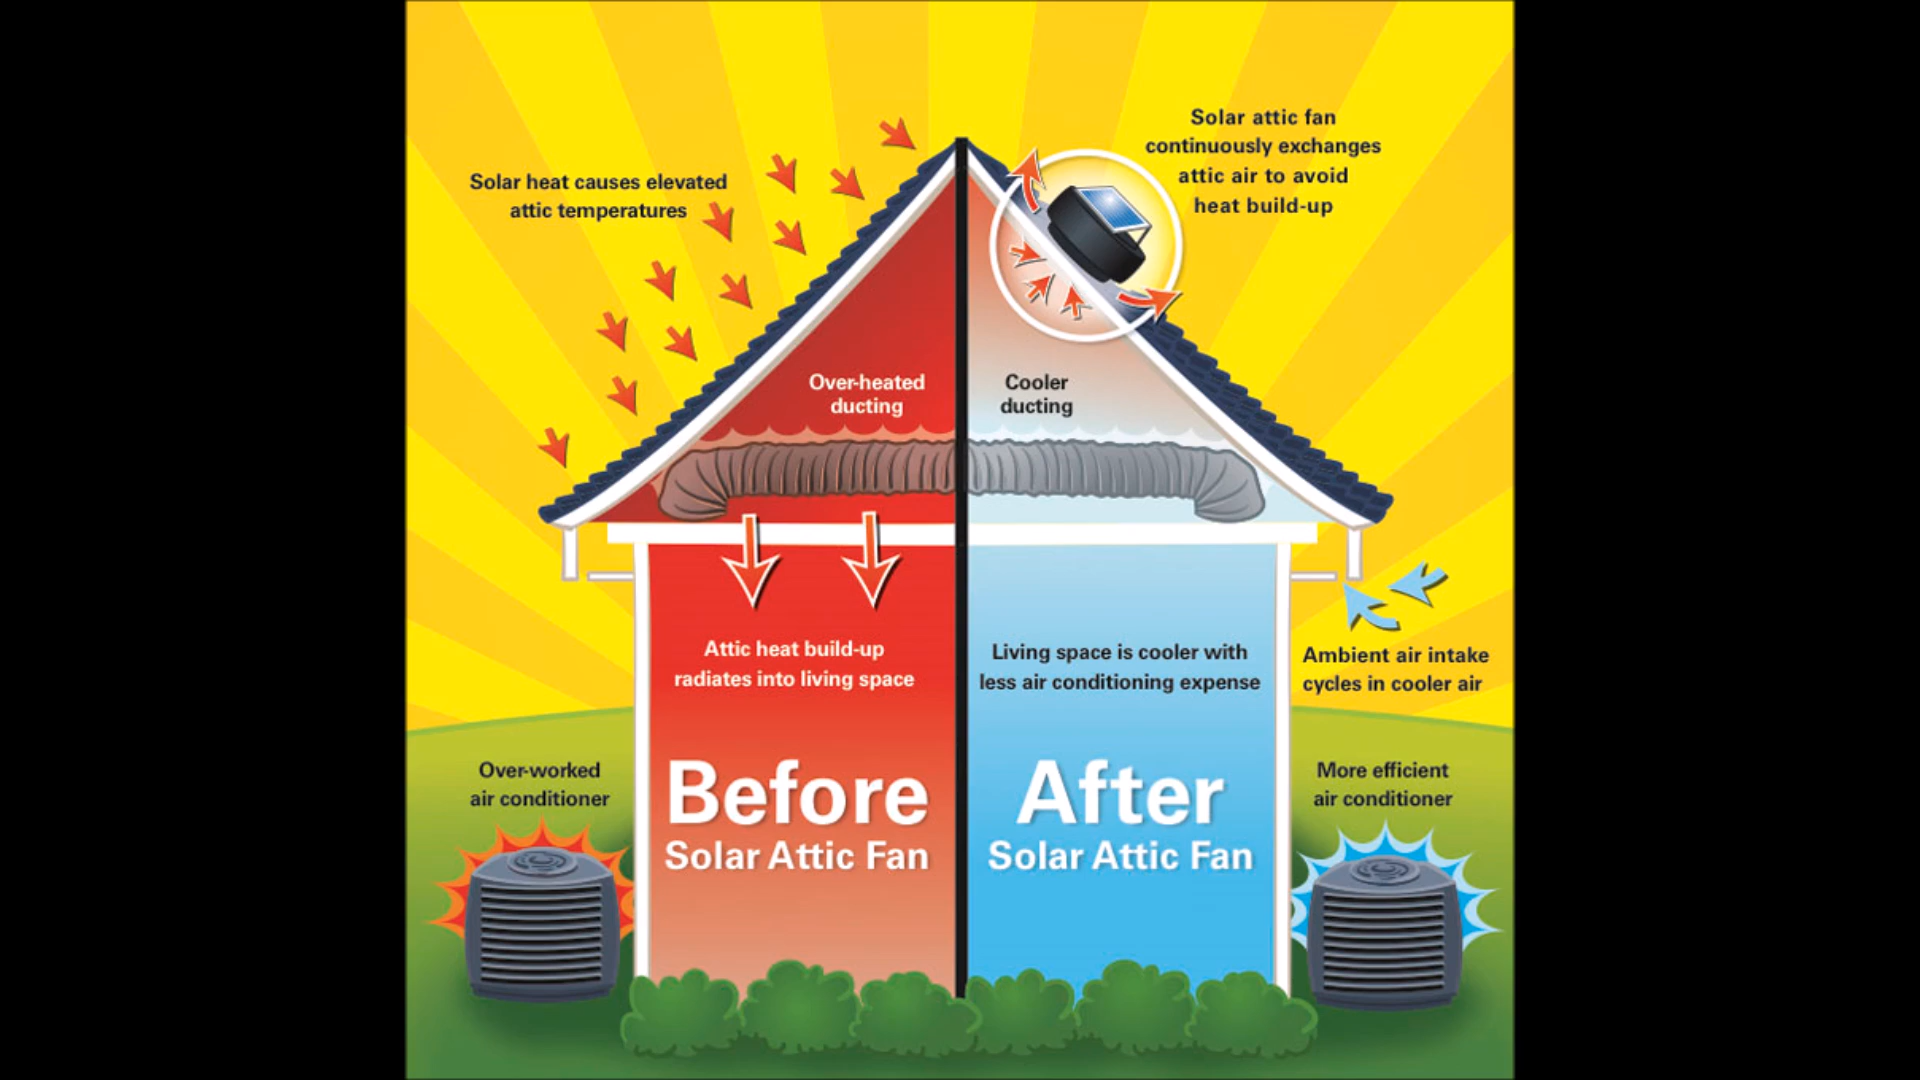 Solar heat causes elevated
attic temperatures
Solar attic fan
continuously exchanges
attic air to avoid
heat build-up
Over-heated
ducting
Cooler
ducting
Attic heat build-up
radiates into living space
Living space is cooler with
less air conditioning expense
Ambient air intake
cycles in cooler air
Over-worked
air conditioner
Before
Solar Attic Fan
After
Solar Attic Fan
More efficient
air conditioner